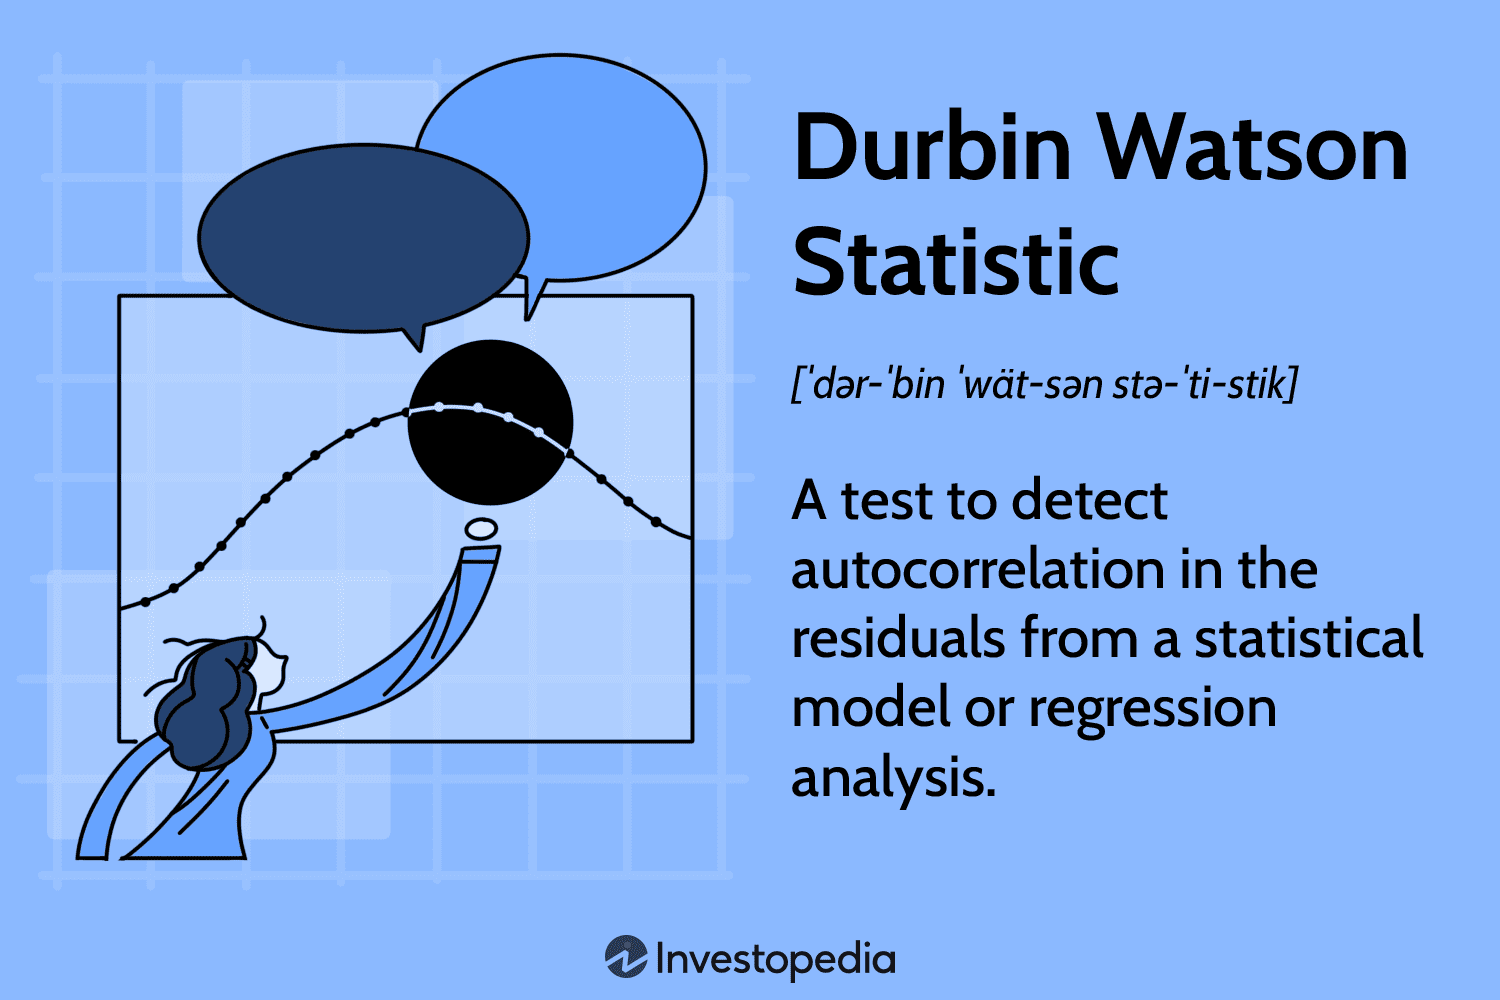 Durbin Watson
Statistic
[ˈdər-ˈbin ˈwät-sən stə-ˈti-stik]
A test to detect
autocorrelation in the
residuals from a statistical
model or regression
analysis.
Investopedia